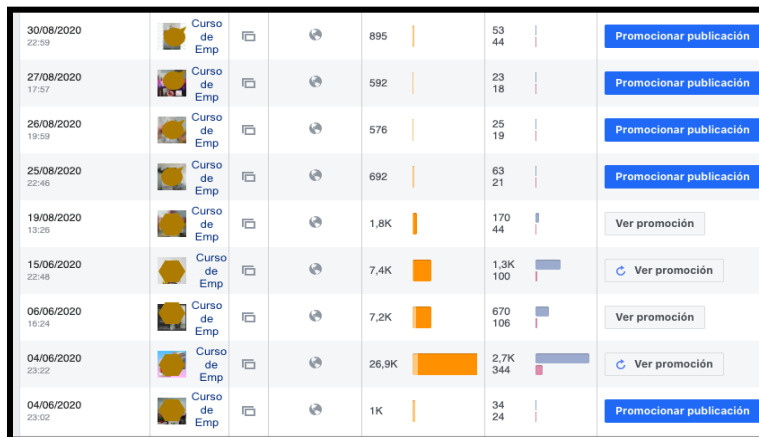 30/08/2020
22:59
Curso
de
Emp
895
53
44
Promocionar publicación
27/08/2020
17:57
Curso
de
Emp
592
23
18
Promocionar publicación
26/08/2020
19:59
Curso
de
Emp
576
25
19
Promocionar publicación
25/08/2020
22:46
Curso
de
Emp
692
63
21
Promocionar publicación
19/08/2020
13:26
Curso
de
Emp
1,8K
170
44
Ver promoción
15/06/2020
22:48
Curso
de
Emp
7,4K
1,3K
100
Ver promoción
06/06/2020
16:24
Curso
de
Emp
7,2K
670
106
Ver promoción
04/06/2020
23:22
Curso
de
Emp
26,9K
2,7K
344
Ver promoción
04/06/2020
23:02
Curso
de
Emp
1K
34
24
Promocionar publicación